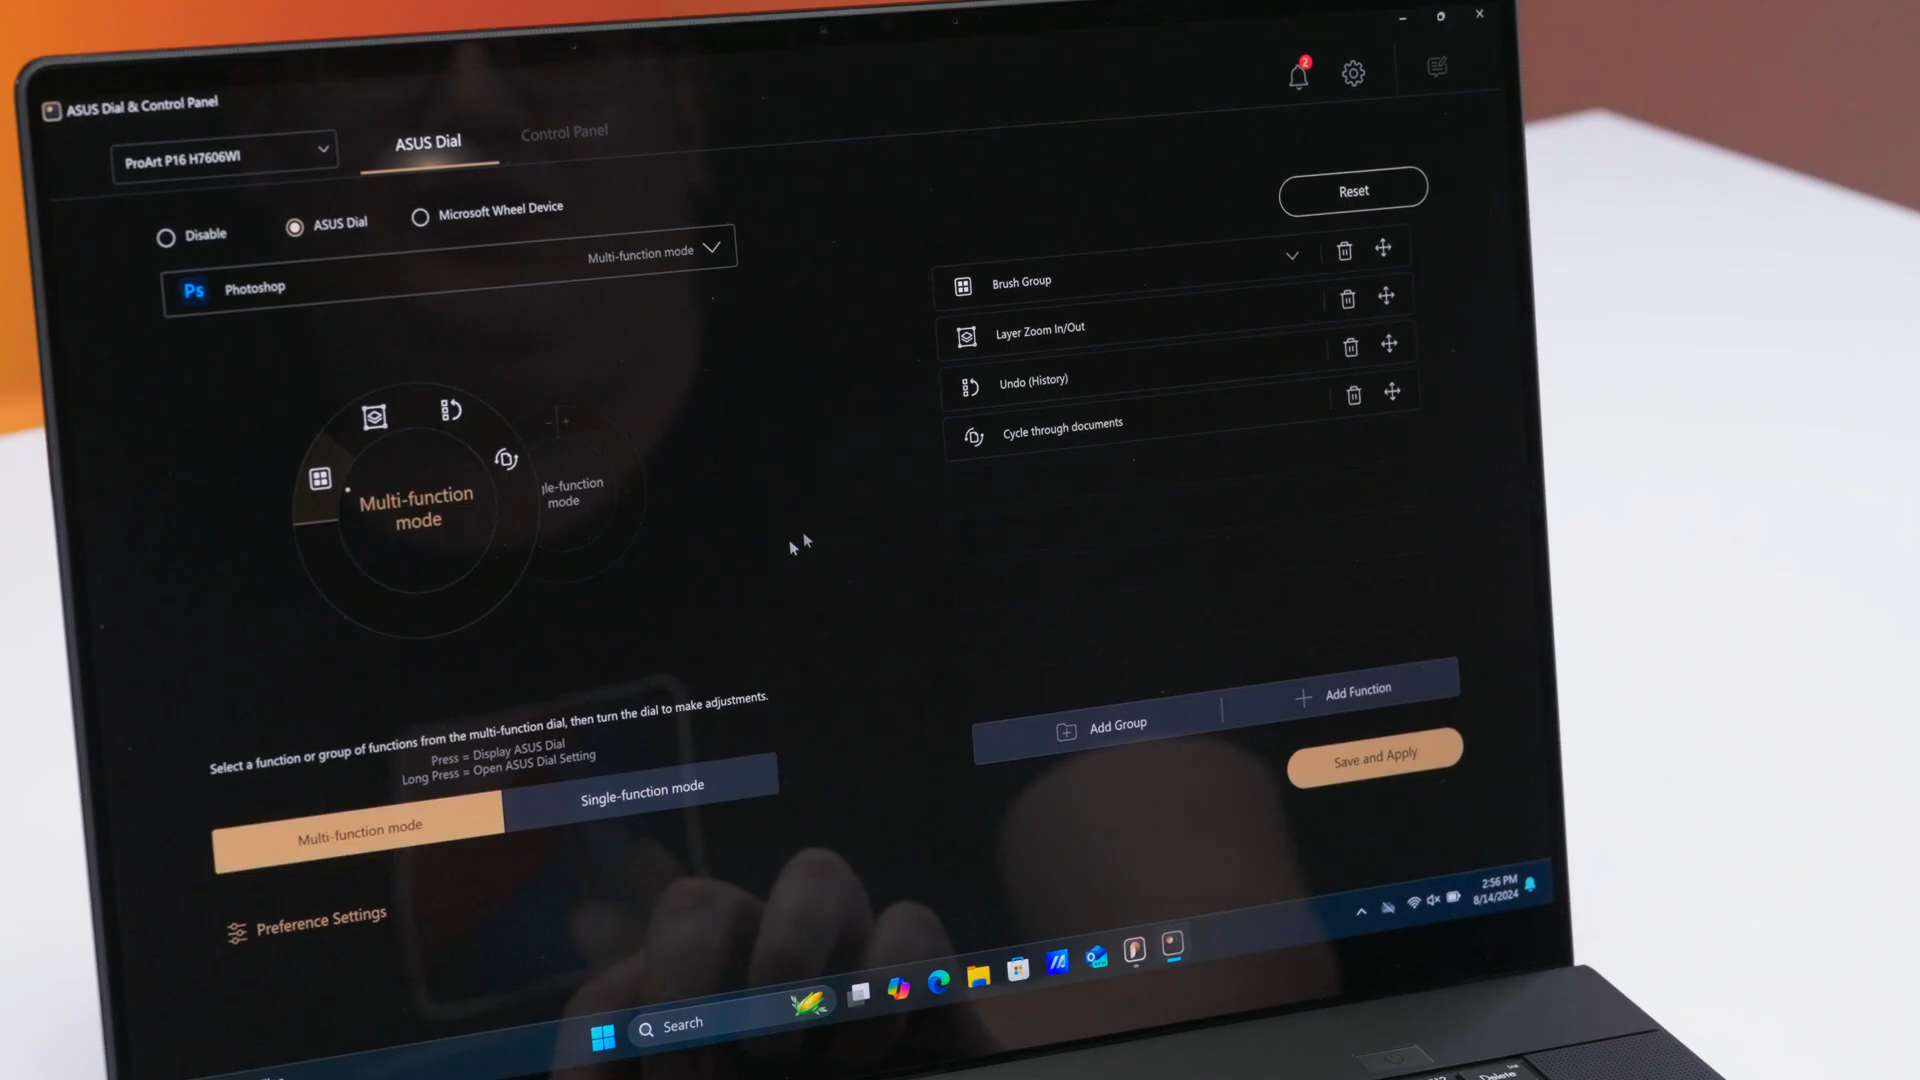 ASUS Dial & Control Panel
2
ProArt P16 H7606WI
ASUS Dial
Control Panel
Disable
ASUS Dial
Microsoft Wheel Device
Reset
Ps
Photoshop
Multi-function mode
Brush Group
Layer Zoom In/Out
Undo (History)
Cycle through documents
Multi-function
mode
gle-function
mode
Select a function or group of functions from the multi-function dial, then turn the dial to make adjustments.
Press = Display ASUS Dial
Long Press = Open ASUS Dial Setting
Multi-function mode
Single-function mode
Add Group
Add Function
Save and Apply
Preference Settings
Search
2:56 PM
8/14/2024
Delete